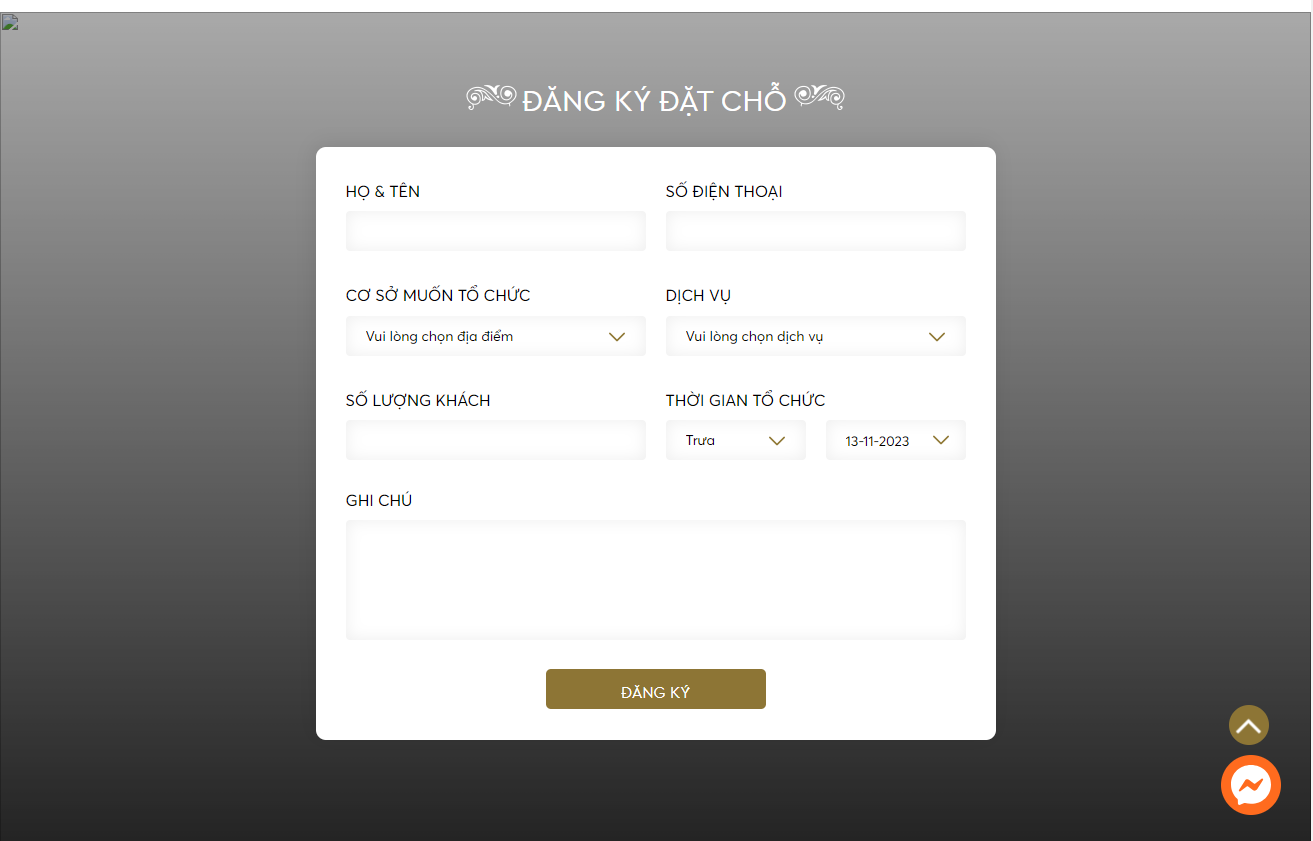 ĐĂNG KÝ ĐẶT CHỖ
HỌ & TÊN
SỐ ĐIỆN THOẠI
CƠ SỞ MUỐN TỔ CHỨC
DỊCH VỤ
Vui lòng chọn địa điểm
Vui lòng chọn dịch vụ
SỐ LƯỢNG KHÁCH
THỜI GIAN TỔ CHỨC
Trưa
13-11-2023
GHI CHÚ
ĐĂNG KÝ